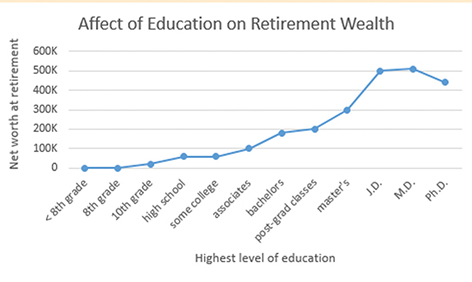 Affect of Education on Retirement Wealth
Net worth at retirement
600K
500K
400K
300K
200K
100K
0
< 8th grade
8th grade
10th grade
high school
some college
associates
bachelors
post-grad classes
master's
J.D.
M.D.
Ph.D.
Highest level of education